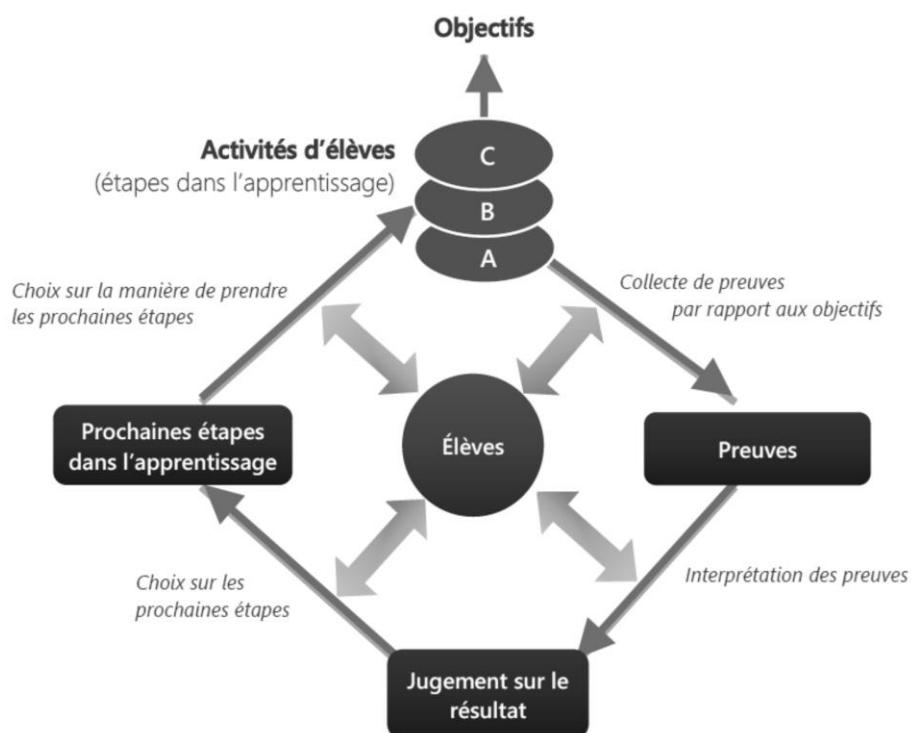 Objectifs
Activités d'élèves
(étapes dans l'apprentissage)
C
B
A
Choix sur la manière de prendre
les prochaines étapes
Collecte de preuves
par rapport aux objectifs
Prochaines étapes
dans l'apprentissage
Élèves
Preuves
Choix sur les
prochaines étapes
Interprétation des preuves
Jugement sur le
résultat